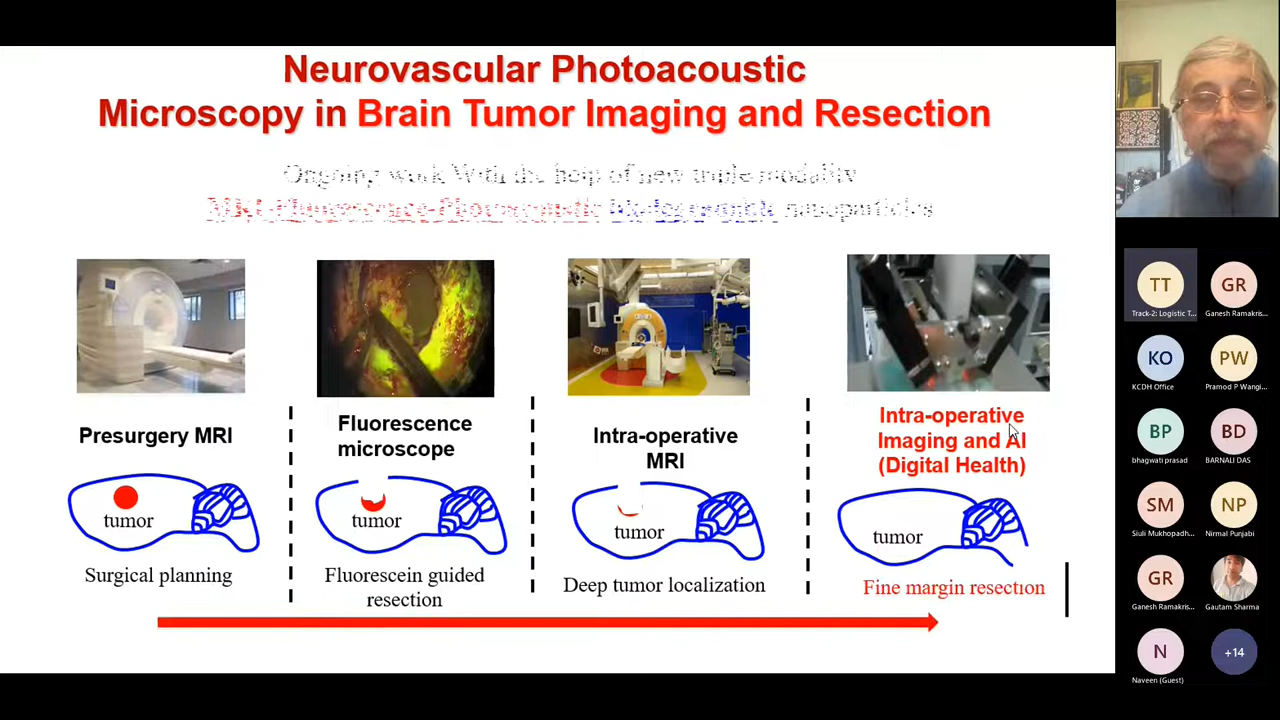 Neurovascular Photoacoustic
Microscopy in Brain Tumor Imaging and Resection
Ongoing work With the help of new triple modality
MRI-Fluorescence-Photoacoustic nanoparticles
Presurgery MRI
Fluorescence
microscope
Intra-operative
MRI
Intra-operative
Imaging and AI
(Digital Health)
tumor
tumor
tumor
tumor
Surgical planning
Fluorescein guided
resection
Deep tumor localization
Fine margin resection
TT
Track-2: Logistic T...
GR
Ganesh Ramakris...
KO
KCDH Office
PW
Pramod P Wangi...
BP
bhagwati prasad
BD
BARNALI DAS
SM
Siuli Mukhopadh...
NP
Nirmal Punjabi
GR
Ganesh Ramakris...
Gautam Sharma
N
Naveen (Guest)
+14